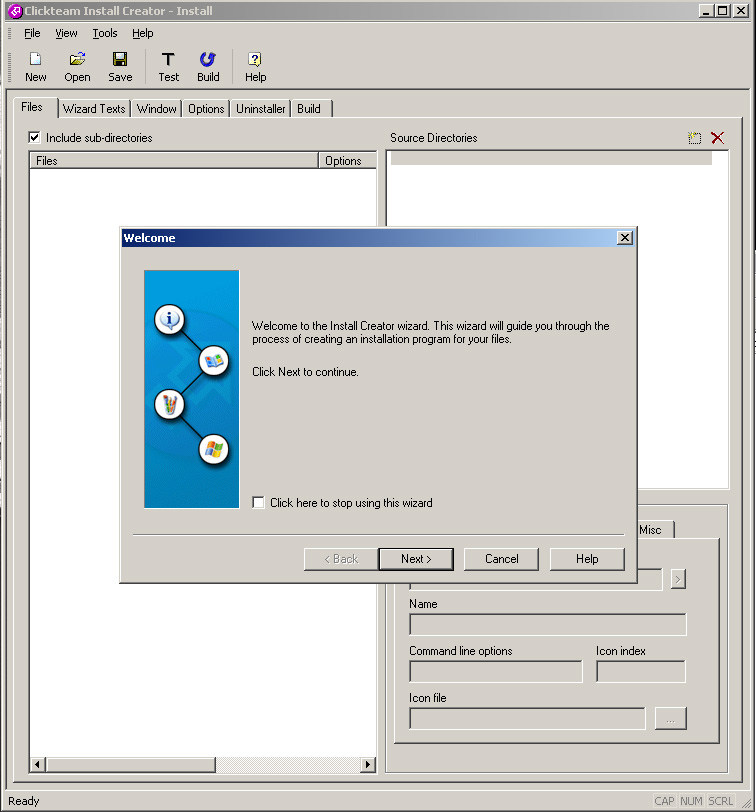 Clickteam Install Creator - Install
File View Tools Help
New Open Save Test Build Help
Files Wizard Texts Window Options Uninstaller Build
Include sub-directories
Source Directories
Files Options
Welcome
Welcome to the Install Creator wizard. This wizard will guide you through the
process of creating an installation program for your files.
Click Next to continue.
Click here to stop using this wizard
< Back Next > Cancel Help
Misc
>
Name
Command line options Icon index
Icon file
...
Ready CAP NUM SCRL